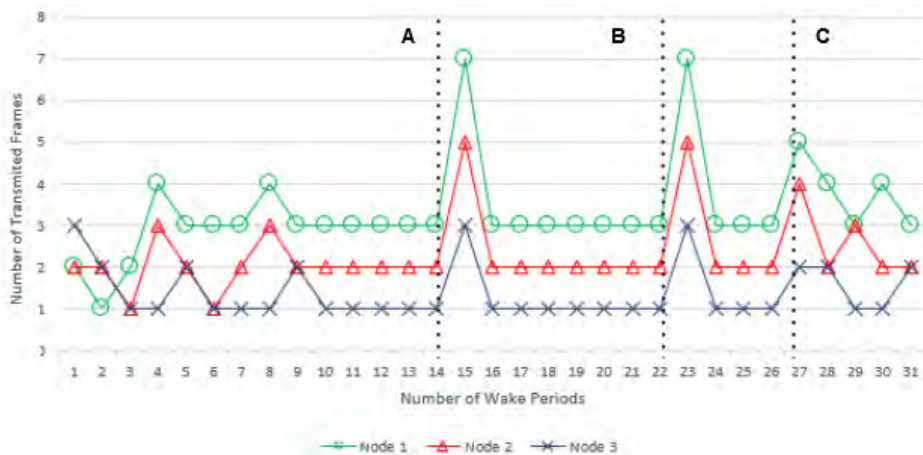 8
7
6
5
4
3
2
1
A
B
C
Number of Transmited Frames
1 2 3 4 5 6 7 8 9 10 11 12 13 14 15 16 17 18 19 20 21 22 23 24 25 26 27 28 29 30 31
Number of Wake Periods
Node 1 Node 2 Node 3